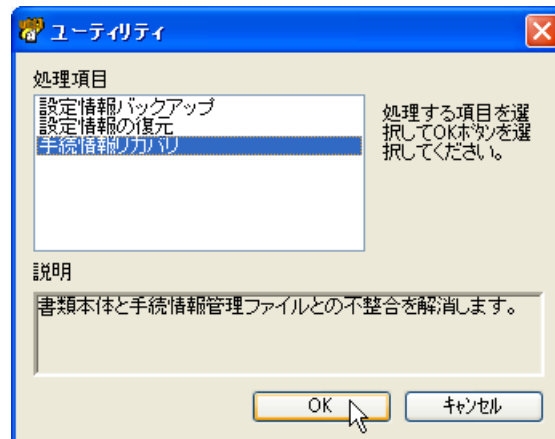 ユーティリティ
処理項目
設定情報バックアップ
設定情報の復元
手続情報リカバリ
処理する項目を選
択してOKボタンを選
択してください。
説明
書類本体と手続情報管理ファイルとの不整合を解消します。
OK
キャンセル